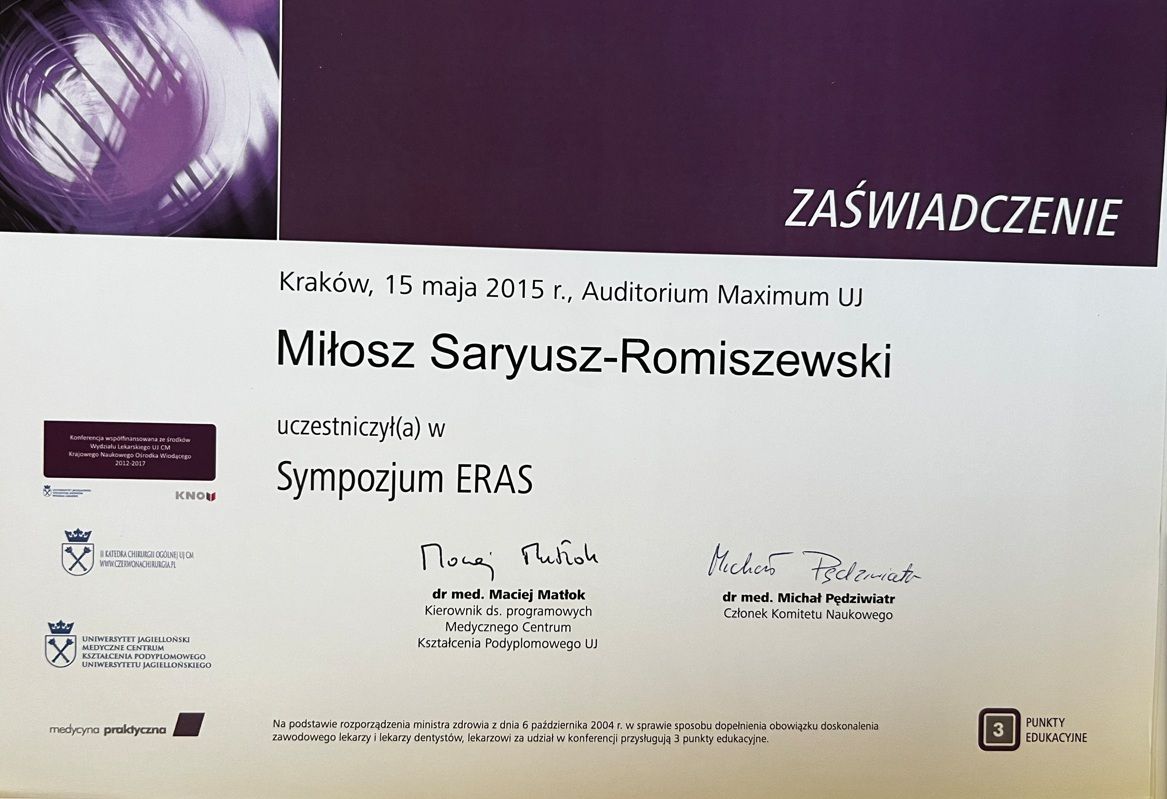 ZAŚWIADCZENIE
Kraków, 15 maja 2015 r., Auditorium Maximum UJ
Miłosz Saryusz-Romiszewski
uczestniczył(a) w
Sympozjum ERAS
Konferencja współfinansowana ze środków
Wydziału Lekarskiego UJ CM
Krajowego Naukowego Ośrodka Wiodącego
2012-2017
KNOW
II KATEDRA CHIRURGII OGÓLNEJ UJ CM
WWW.CZERWONACHIRURGIA.PL
UNIWERSYTET JAGIELLOŃSKI
MEDYCZNE CENTRUM
KSZTAŁCENIA PODYPLOMOWEGO
UNIWERSYTETU JAGIELLOŃSKIEGO
medycyna praktyczna
Maciej Matłok
dr med. Maciej Matłok
Kierownik ds. programowych
Medycznego Centrum
Kształcenia Podyplomowego UJ
Michał Pędziwiatr
dr med. Michał Pędziwiatr
Członek Komitetu Naukowego
Na podstawie rozporządzenia ministra zdrowia z dnia 6 października 2004 r. w sprawie sposobu dopełnienia obowiązku doskonalenia
zawodowego lekarzy i lekarzy dentystów, lekarzowi za udział w konferencji przysługują 3 punkty edukacyjne.
3 PUNKTY
EDUKACYJNE